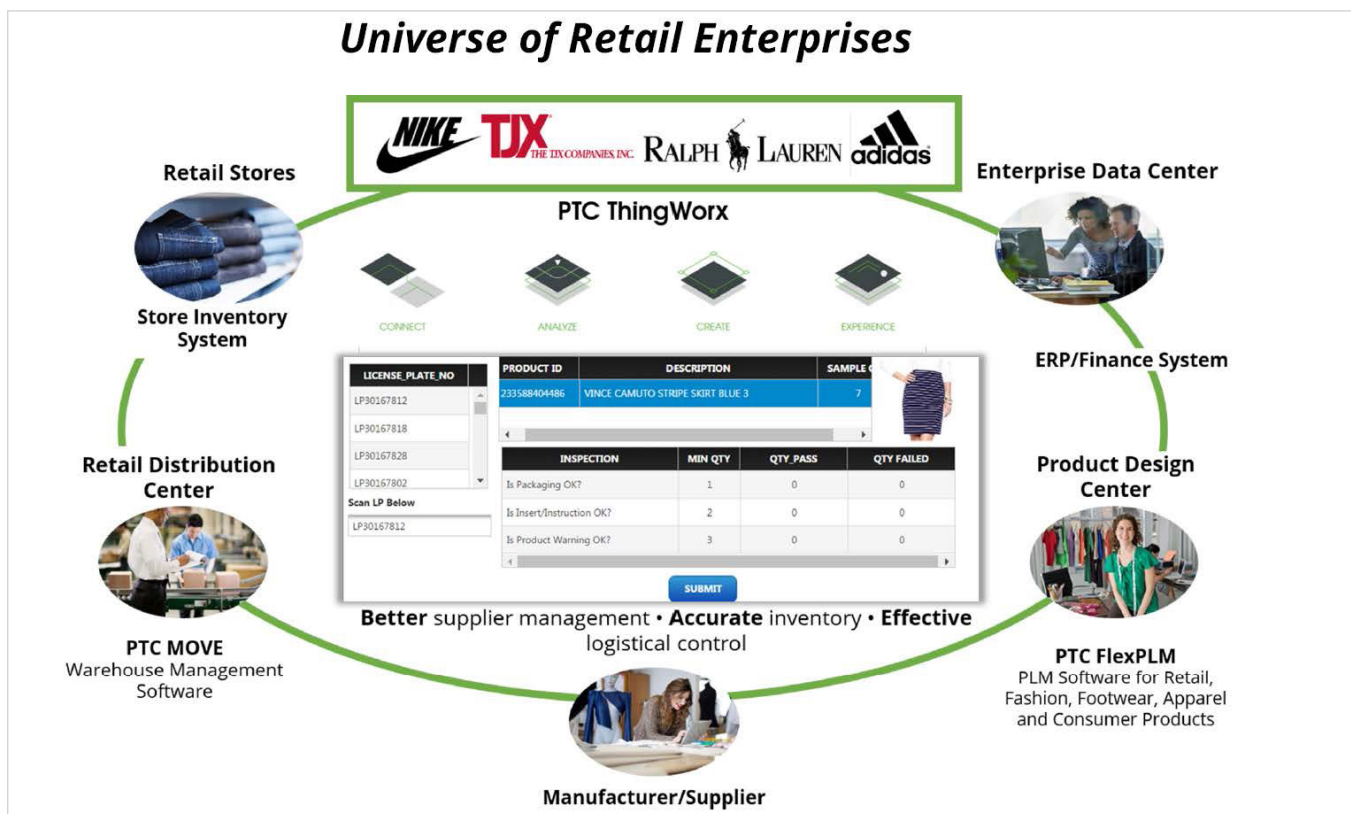 Universe of Retail Enterprises
NIKE
TJX
THE TJX COMPANIES, INC.
RALPH LAUREN
adidas
Retail Stores
Enterprise Data Center
PTC ThingWorx
Store Inventory
System
CONNECT
ANALYZE
CREATE
EXPERIENCE
ERP/Finance System
LICENSE_PLATE_NO
LP30167812
LP30167818
LP30167828
LP30167802
Scan LP Below
LP30167812
PRODUCT ID DESCRIPTION SAMPLE
233588404486 VINCE CAMUTO STRIPE SKIRT BLUE 3 7
INSPECTION MIN QTY QTY_PASS QTY FAILED
Is Packaging OK? 1 0 0
Is Insert/Instruction OK? 2 0 0
Is Product Warning OK? 3 0 0
SUBMIT
Retail Distribution
Center
Product Design
Center
Better supplier management • Accurate inventory • Effective
logistical control
PTC MOVE
Warehouse Management
Software
PTC FlexPLM
PLM Software for Retail,
Fashion, Footwear, Apparel
and Consumer Products
Manufacturer/Supplier